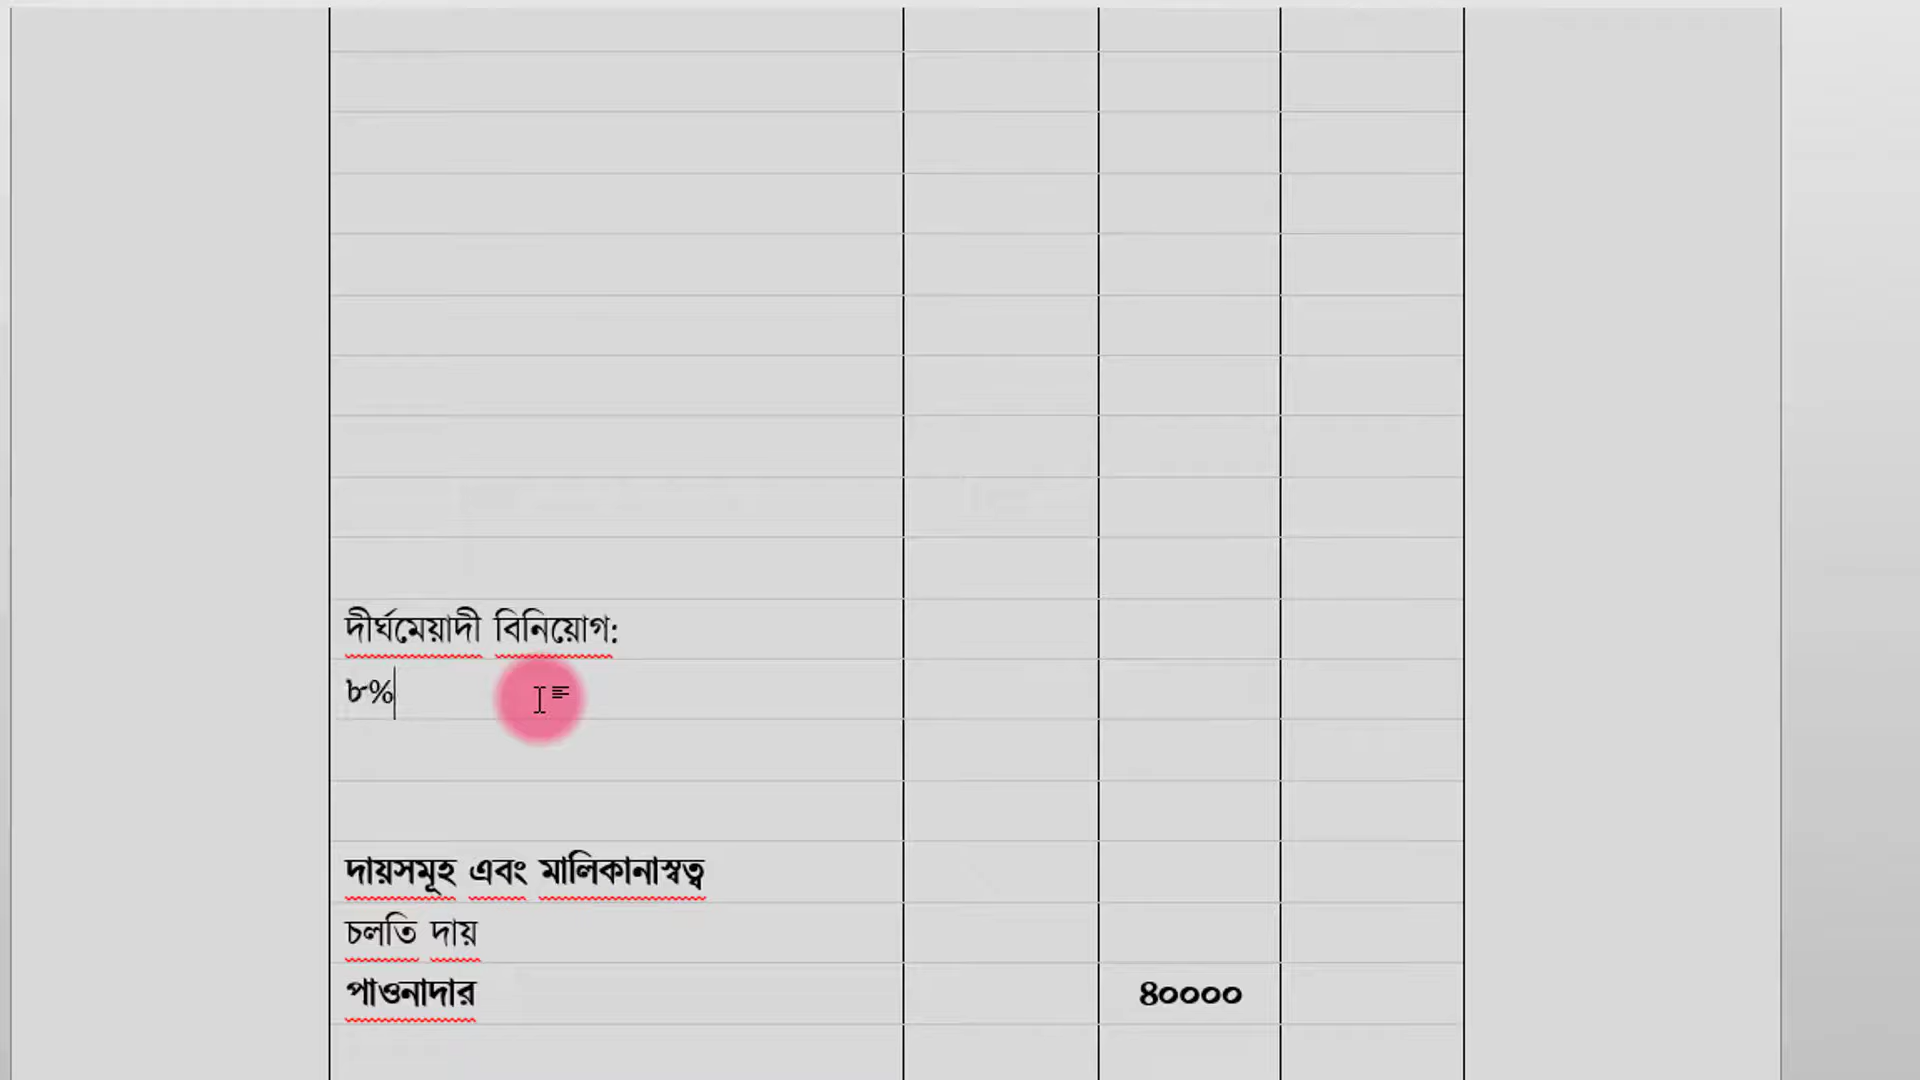 দীর্ঘমেয়াদী বিনিয়োগ:
৮%
দায়সমূহ এবং মালিকানাস্বত্ব
চলতি দায়
পাওনাদার ৪০০০০